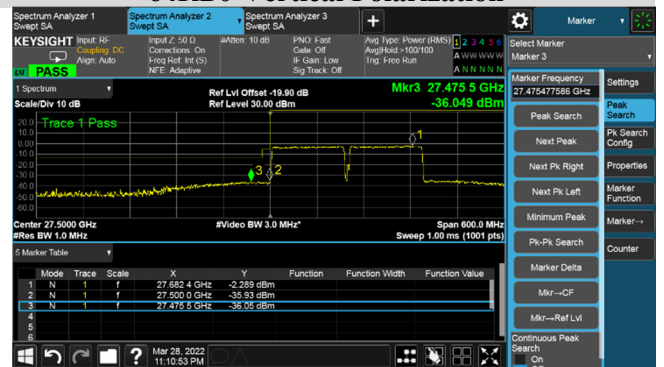 Spectrum Analyzer 1
Swept SA
Spectrum Analyzer 2
Swept SA
Spectrum Analyzer 3
Swept SA
+
Marker
KEYSIGHT
Input: RF
Coupling: DC
Align: Auto
Input Z: 50 Ω
Corrections: On
Freq Ref: Int (S)
NFE: Adaptive
#Atten: 10 dB
PNO: Fast
Gate: Off
IF Gain: Low
Sig Track: Off
Avg Type: Power (RMS)
Avg|Hold:>100/100
Trig: Free Run
1 2 3 4 5 6
A W W W W W
A N N N N N
PASS
Select Marker
Marker 3
1 Spectrum
Scale/Div 10 dB
Ref Lvl Offset -19.90 dB
Ref Level 30.00 dBm
Mkr3 27.475 5 GHz
-36.049 dBm
Trace 1 Pass
20.0
10.0
0.00
-10.0
-20.0
-30.0
-40.0
-50.0
-60.0
1
3
2
Center 27.5000 GHz
#Res BW 1.0 MHz
#Video BW 3.0 MHz*
Span 600.0 MHz
Sweep 1.00 ms (1001 pts)
5 Marker Table
Mode Trace Scale X Y Function Function Width Function Value
1 N 1 f 27.682 4 GHz -2.289 dBm
2 N 1 f 27.500 0 GHz -35.93 dBm
3 N 1 f 27.475 5 GHz -36.05 dBm
4
5
6
Marker Frequency
27.475477586 GHz
Peak Search
Next Peak
Next Pk Right
Next Pk Left
Minimum Peak
Pk-Pk Search
Marker Delta
Mkr→CF
Mkr→Ref Lvl
Continuous Peak
Search
On
Settings
Peak
Search
Pk Search
Config
Properties
Marker
Function
Marker→
Counter
?
Mar 28, 2022
11:10:53 PM